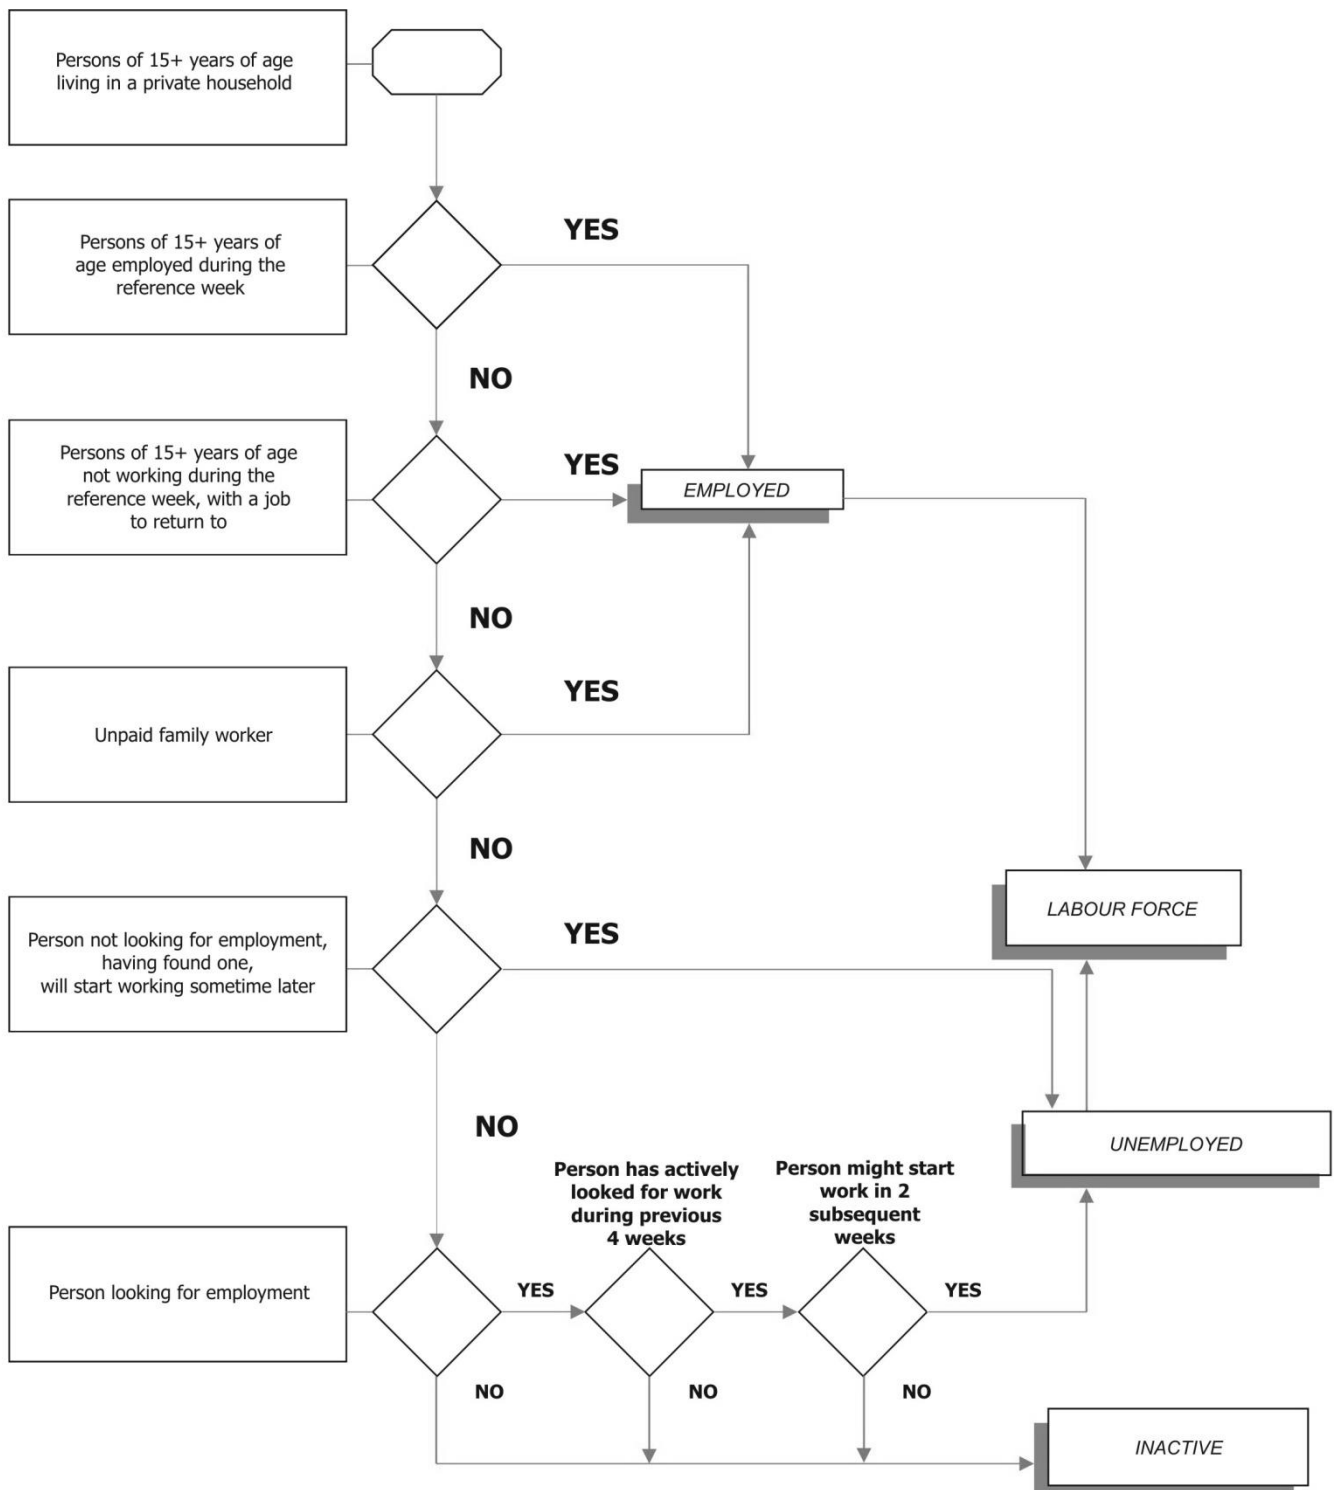 Persons of 15+ years of age
living in a private household
Persons of 15+ years of
age employed during the
reference week
YES
NO
Persons of 15+ years of age
not working during the
reference week, with a job
to return to
YES
EMPLOYED
NO
Unpaid family worker
YES
NO
LABOUR FORCE
Person not looking for employment,
having found one,
will start working sometime later
YES
NO
UNEMPLOYED
Person has actively
looked for work
during previous
4 weeks
Person might start
work in 2
subsequent
weeks
Person looking for employment
YES
YES
YES
NO
NO
NO
INACTIVE